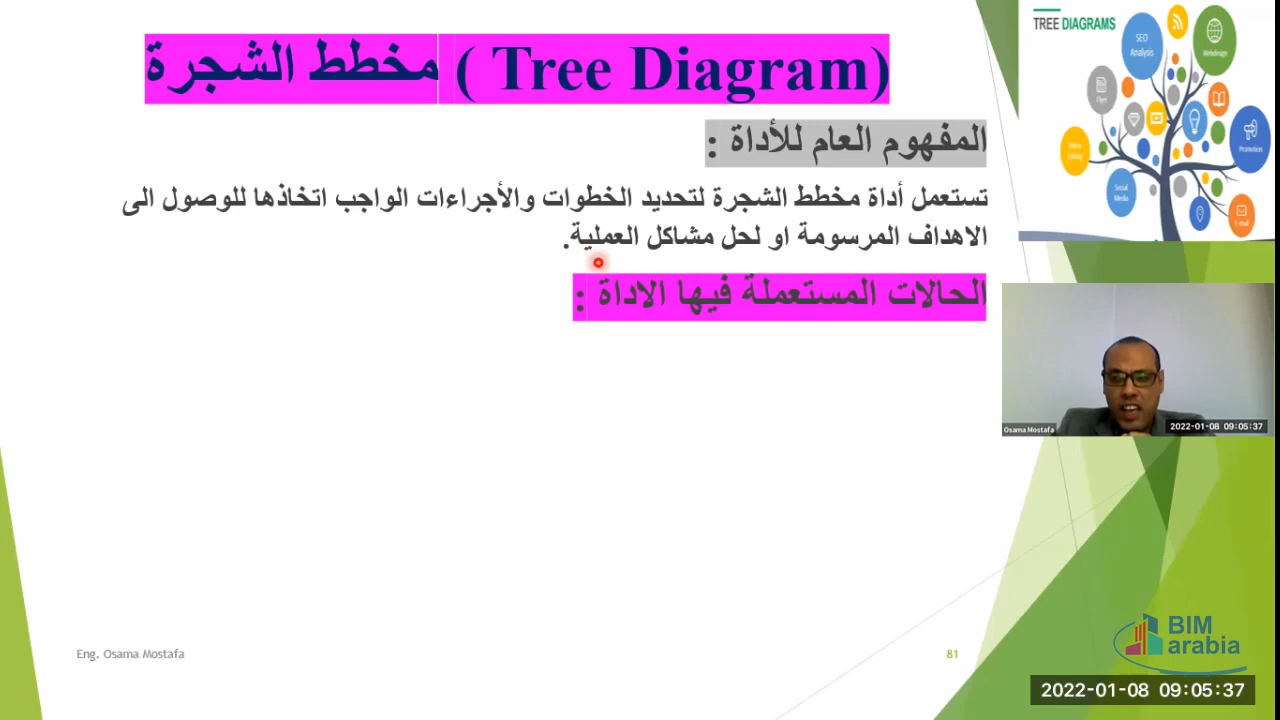 مخطط الشجرة ( Tree Diagram)
المفهوم العام للأداة :
تستعمل أداة مخطط الشجرة لتحديد الخطوات والأجراءات الواجب اتخاذها للوصول الى
الاهداف المرسومة او لحل مشاكل العملية.
الحالات المستعملة فيها الاداة :
TREE DIAGRAMS
SEO
Analysis
Webdesign
Flyer
Promotion
Video
Editing
Social
Media
E-mail
Osama Mostafa
2022-01-08 09:05:37
Eng. Osama Mostafa
81
BIM
arabia
2022-01-08 09:05:37